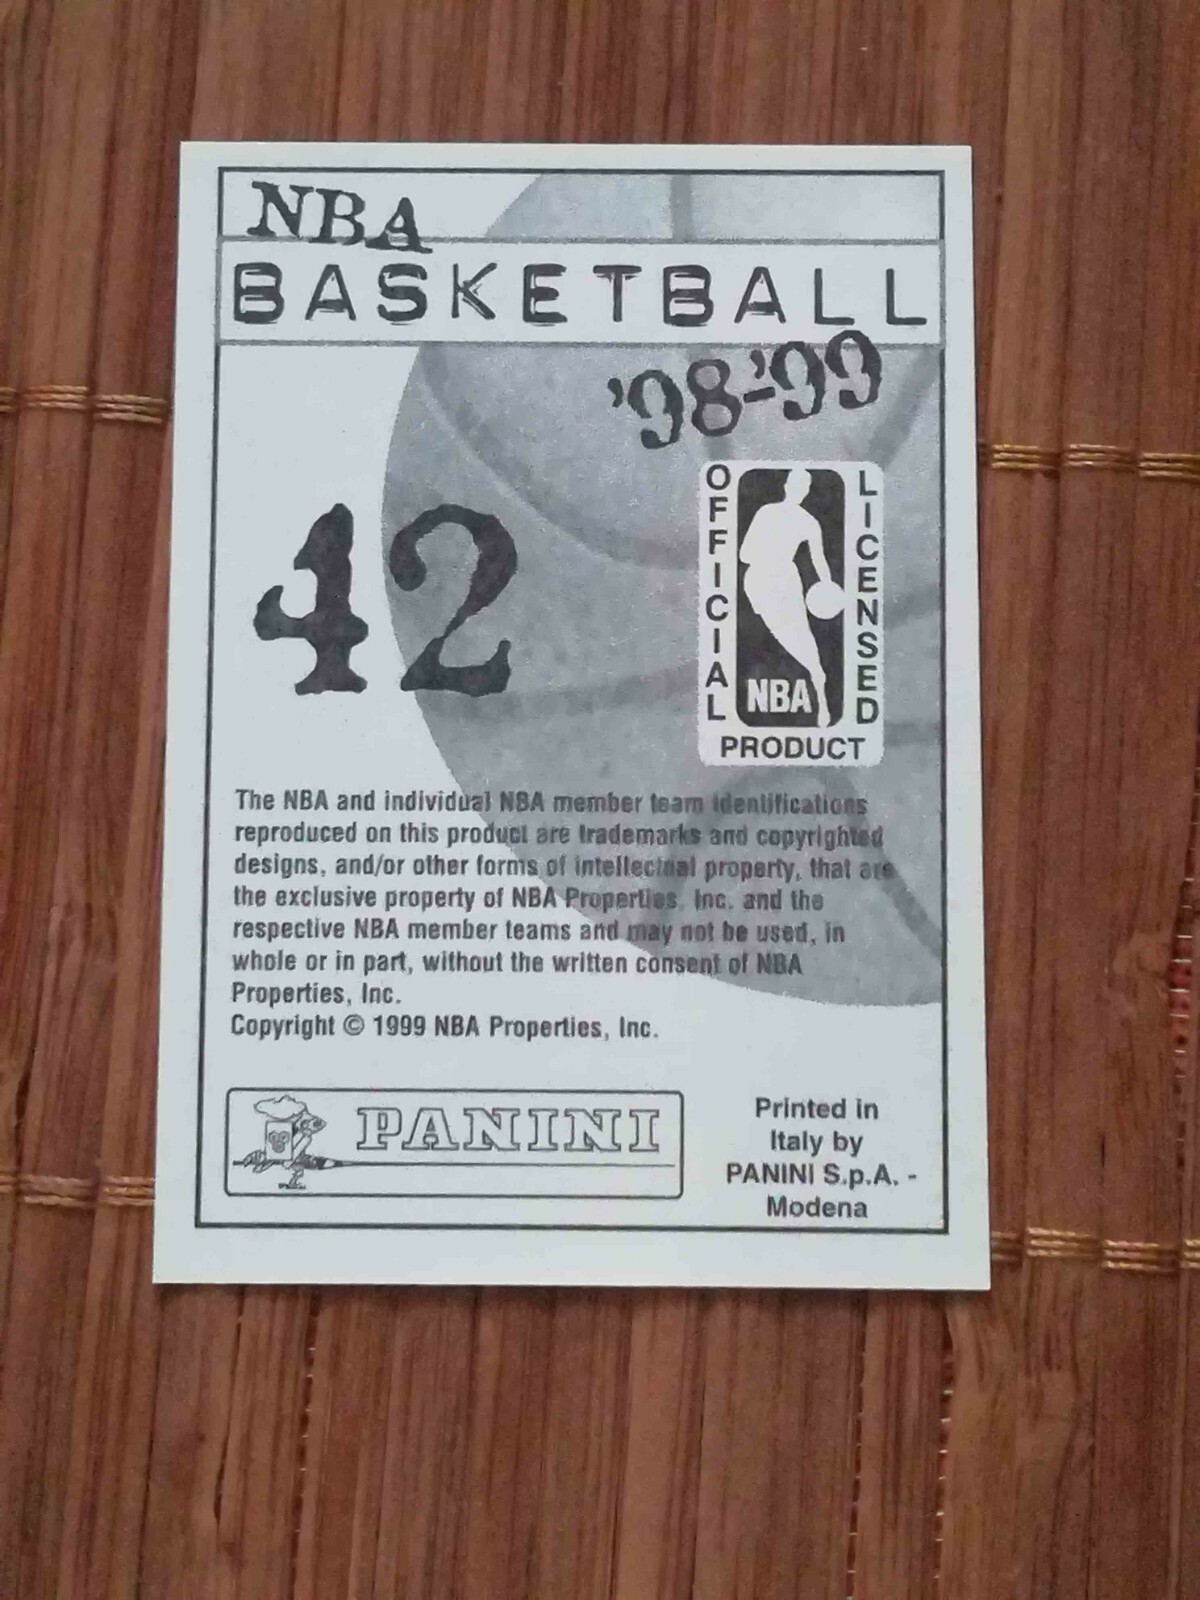 NBA
BASKETBALL
'98-'99
42
OFFICIAL
LICENSED
NBA
PRODUCT
The NBA and individual NBA member team identifications
reproduced on this product are trademarks and copyrighted
designs, and/or other forms of intellectual property, that are
the exclusive property of NBA Properties, Inc. and the
respective NBA member teams and may not be used, in
whole or in part, without the written consent of NBA
Properties, Inc.
Copyright © 1999 NBA Properties, Inc.
PANINI
Printed in
Italy by
PANINI S.p.A. -
Modena